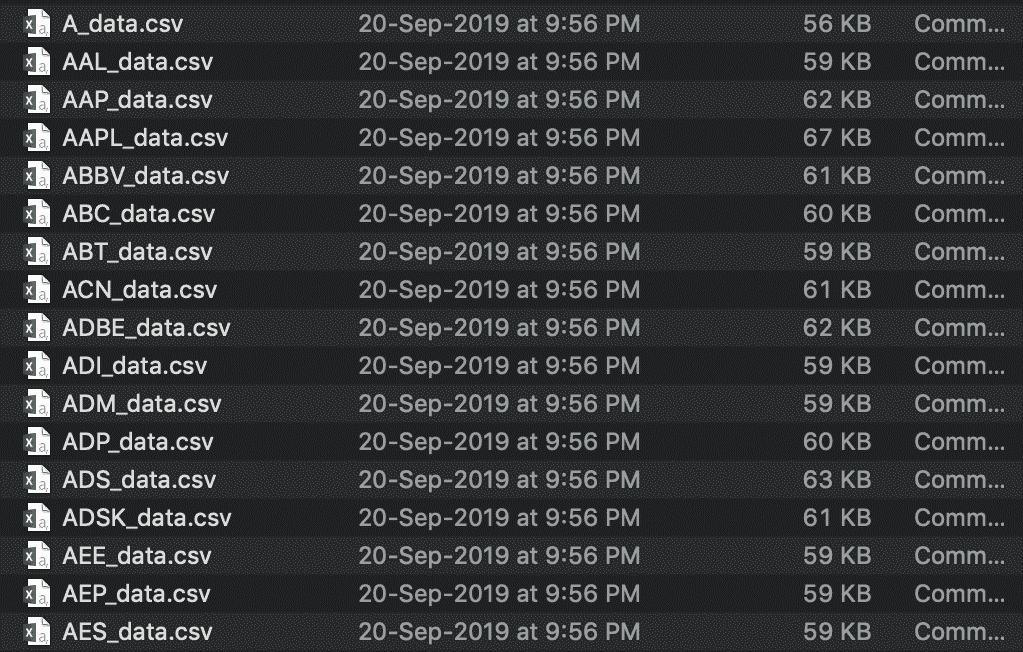 A_data.csv 20-Sep-2019 at 9:56 PM 56 KB Comm...
AAL_data.csv 20-Sep-2019 at 9:56 PM 59 KB Comm...
AAP_data.csv 20-Sep-2019 at 9:56 PM 62 KB Comm...
AAPL_data.csv 20-Sep-2019 at 9:56 PM 67 KB Comm...
ABBV_data.csv 20-Sep-2019 at 9:56 PM 61 KB Comm...
ABC_data.csv 20-Sep-2019 at 9:56 PM 60 KB Comm...
ABT_data.csv 20-Sep-2019 at 9:56 PM 59 KB Comm...
ACN_data.csv 20-Sep-2019 at 9:56 PM 61 KB Comm...
ADBE_data.csv 20-Sep-2019 at 9:56 PM 62 KB Comm...
ADI_data.csv 20-Sep-2019 at 9:56 PM 59 KB Comm...
ADM_data.csv 20-Sep-2019 at 9:56 PM 59 KB Comm...
ADP_data.csv 20-Sep-2019 at 9:56 PM 60 KB Comm...
ADS_data.csv 20-Sep-2019 at 9:56 PM 63 KB Comm...
ADSK_data.csv 20-Sep-2019 at 9:56 PM 61 KB Comm...
AEE_data.csv 20-Sep-2019 at 9:56 PM 59 KB Comm...
AEP_data.csv 20-Sep-2019 at 9:56 PM 59 KB Comm...
AES_data.csv 20-Sep-2019 at 9:56 PM 59 KB Comm...